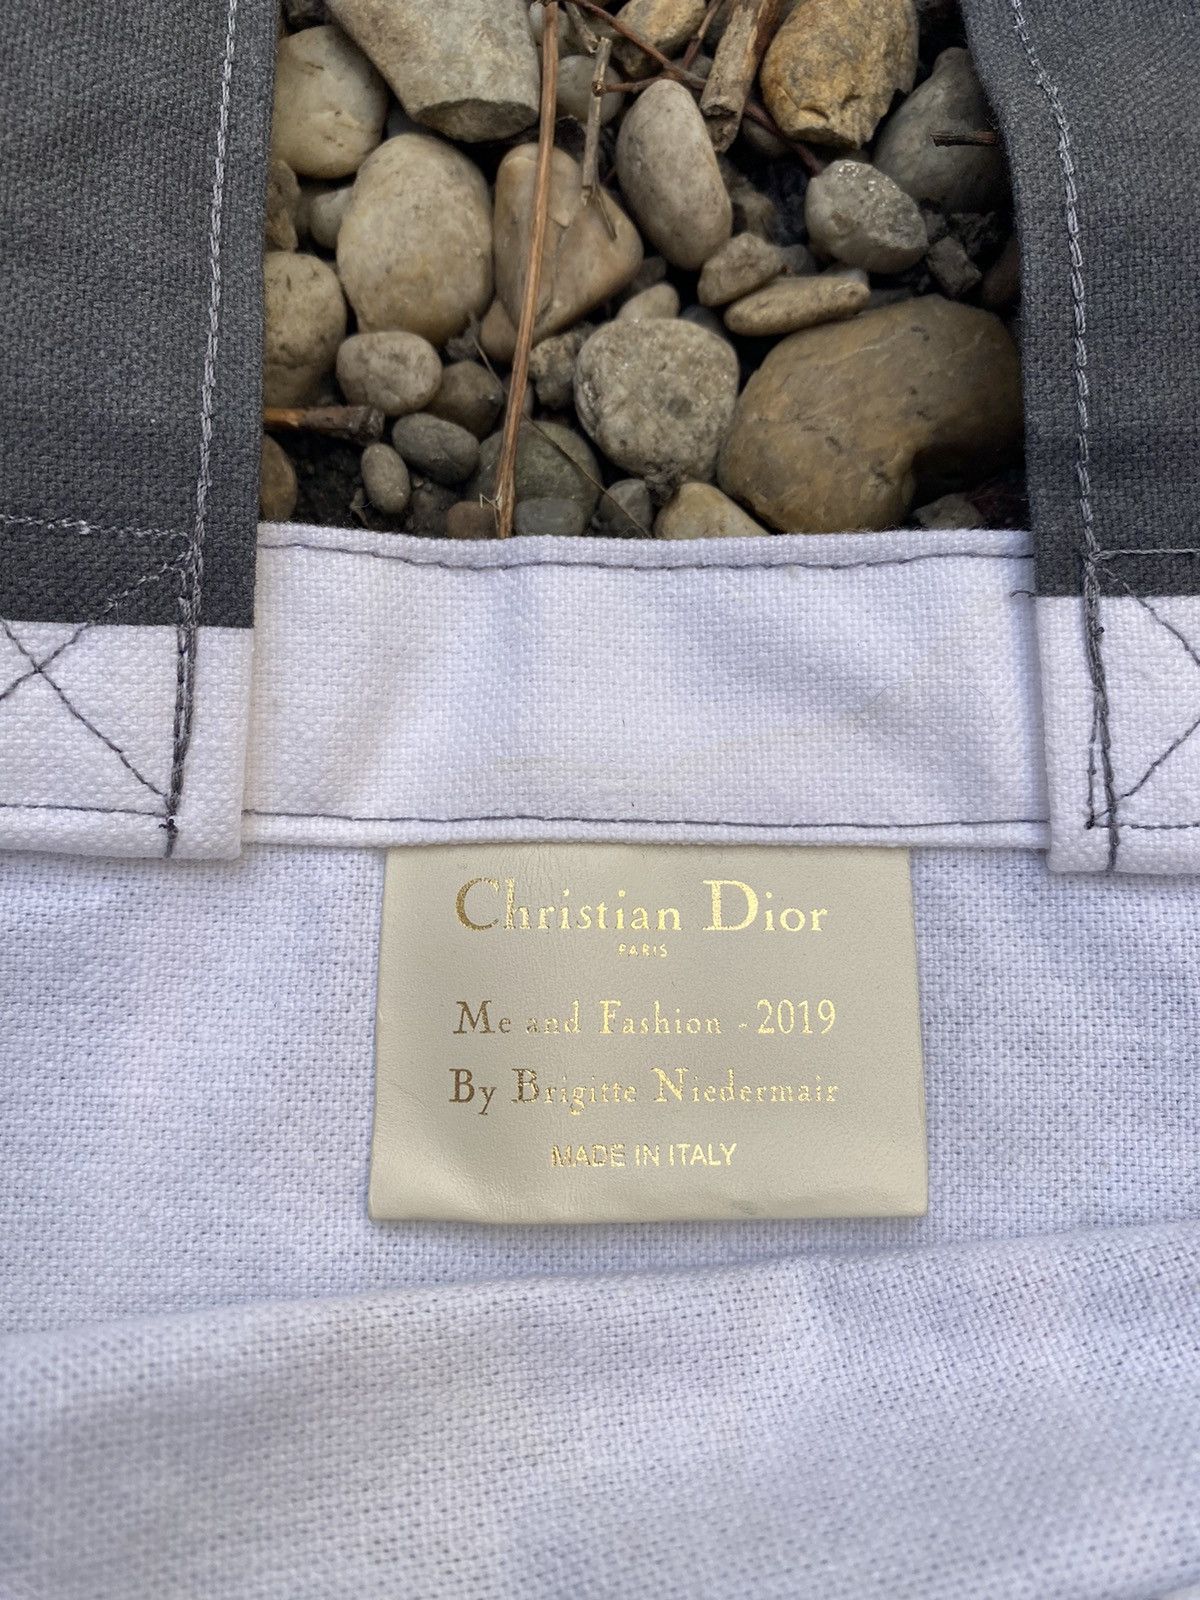 Christian Dior
PARIS
Me and Fashion - 2019
By Brigitte Niedermair
MADE IN ITALY